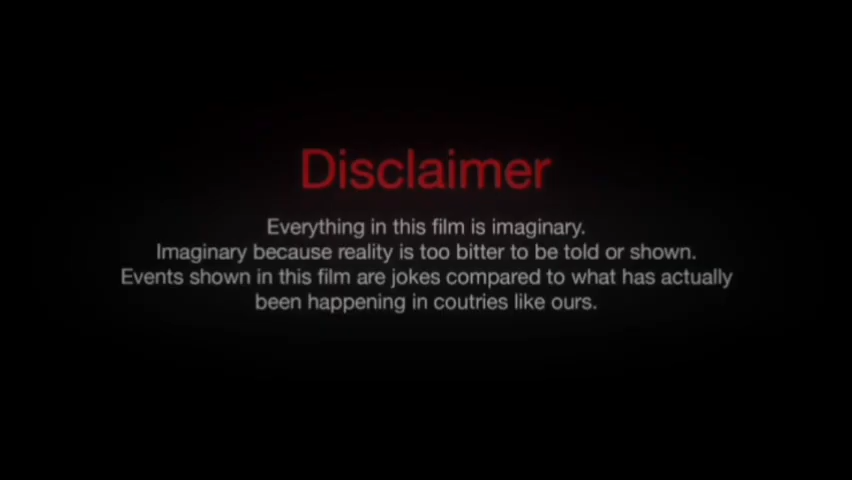 Disclaimer
Everything in this film is imaginary.
Imaginary because reality is too bitter to be told or shown.
Events shown in this film are jokes compared to what has actually
been happening in coutries like ours.